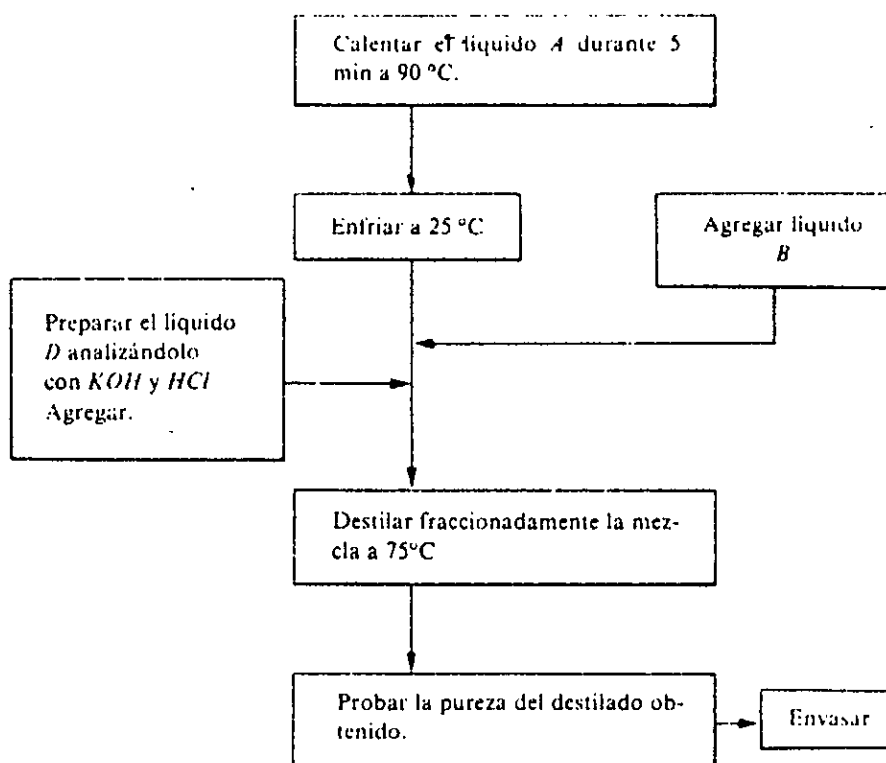 Calentar el líquido A durante 5
min a 90 °C.
Enfriar a 25 °C
Agregar líquido
B
Preparar el líquido
D analizándolo
con KOH y HCl
Agregar.
Destilar fraccionadamente la mez-
cla a 75°C
Probar la pureza del destilado ob-
tenido.
Envasar